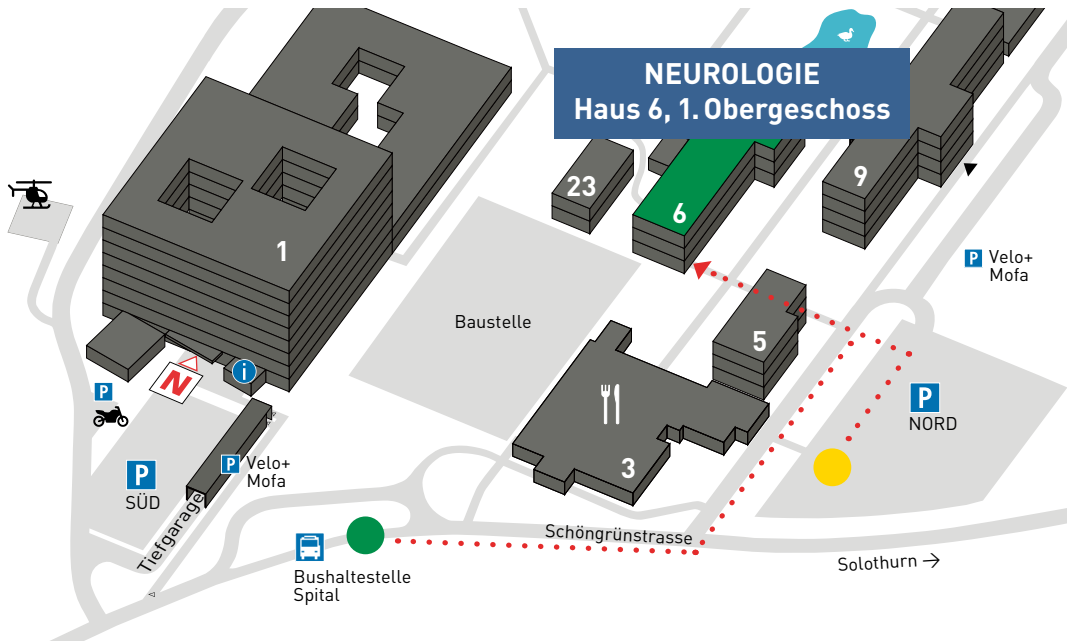 NEUROLOGIE
Haus 6, 1. Obergeschoss
23
6
9
1
P Velo+
Mofa
Baustelle
5
i
N
P
P
NORD
3
P
SÜD
P Velo+
Mofa
Tiefgarage
Schöngrünstrasse
Solothurn →
Bushaltestelle
Spital